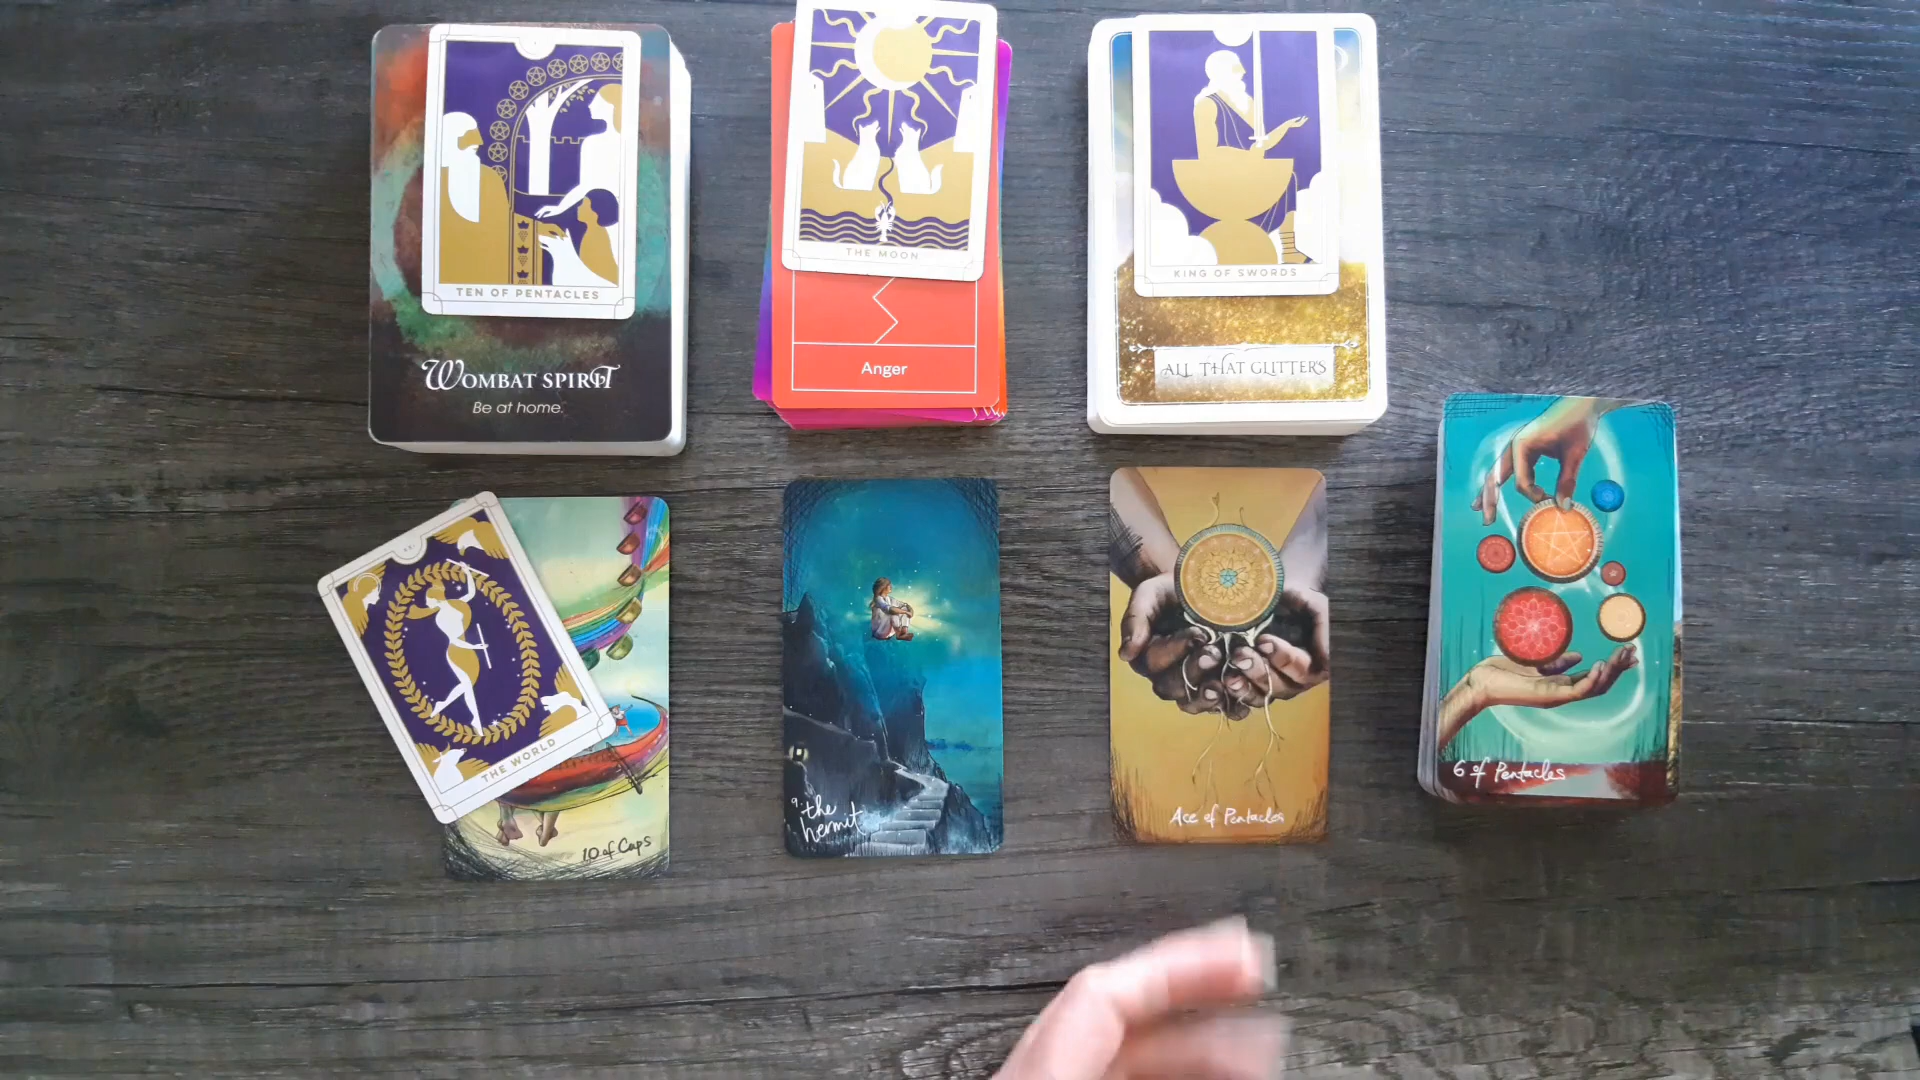 TEN OF PENTACLES
WOMBAT SPIRIT
Be at home.
THE MOON
Anger
KING OF SWORDS
ALL THAT GLITTERS
THE WORLD
10 of Cups
9.
the
hermit
Ace of Pentacles
6 of Pentacles